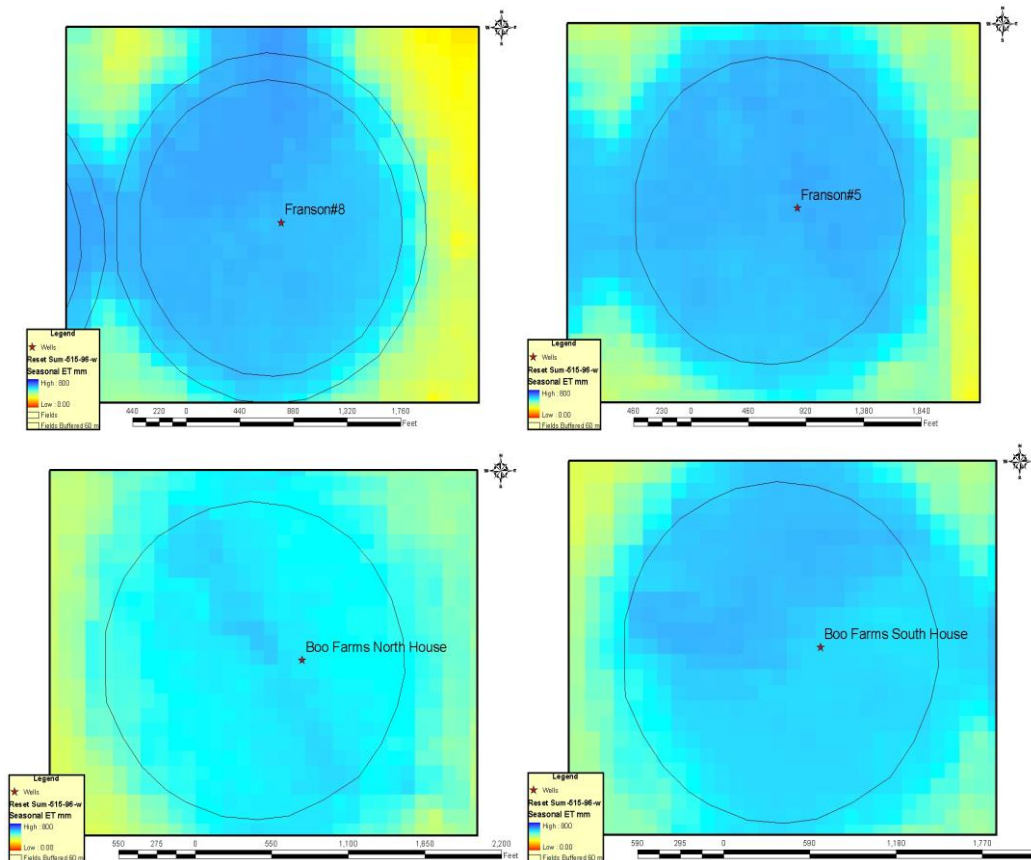 Franson#8
Legend
Wells
Reset Sum-515-96-w
Seasonal ET mm
High : 800
Low : 0.00
Fields
Fields Buffered 60 m
440 220 0 440 880 1,320 1,760
Feet
Franson#5
Legend
Wells
Reset Sum-515-96-w
Seasonal ET mm
High : 800
Low : 0.00
Fields Buffered 60 m
460 230 0 460 920 1,380 1,840
Feet
Boo Farms North House
Legend
Wells
Reset Sum-515-96-w
Seasonal ET mm
High : 800
Low : 0.00
Fields Buffered 60 m
550 275 0 550 1,100 1,650 2,200
Boo Farms South House
Legend
Wells
Reset Sum-515-96-w
Seasonal ET mm
High : 800
Low : 0.00
Fields Buffered 60 m
590 295 0 590 1,180 1,770